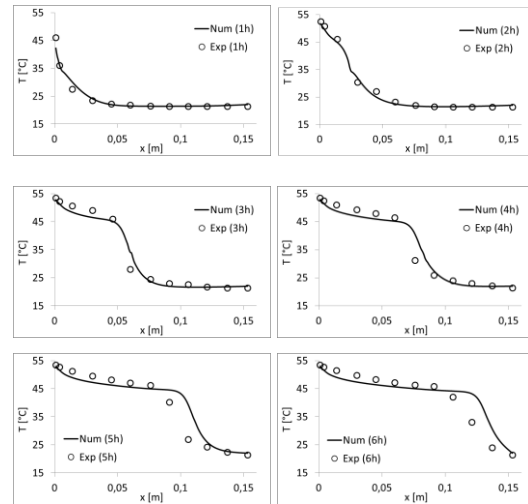 55
45
35
25
15
T [°C]
Num (1h)
Exp (1h)
0
0,05
0,1
0,15
x [m]
55
45
35
25
15
T [°C]
Num (2h)
Exp (2h)
0
0,05
0,1
0,15
x [m]
55
45
35
25
15
T [°C]
Num (3h)
Exp (3h)
0
0,05
0,1
0,15
x [m]
55
45
35
25
15
T [°C]
Num (4h)
Exp (4h)
0
0,05
0,1
0,15
x [m]
55
45
35
25
15
T [°C]
Num (5h)
Exp (5h)
0
0,05
0,1
0,15
x [m]
55
45
35
25
15
T [°C]
Num (6h)
Exp (6h)
0
0,05
0,1
0,15
x [m]